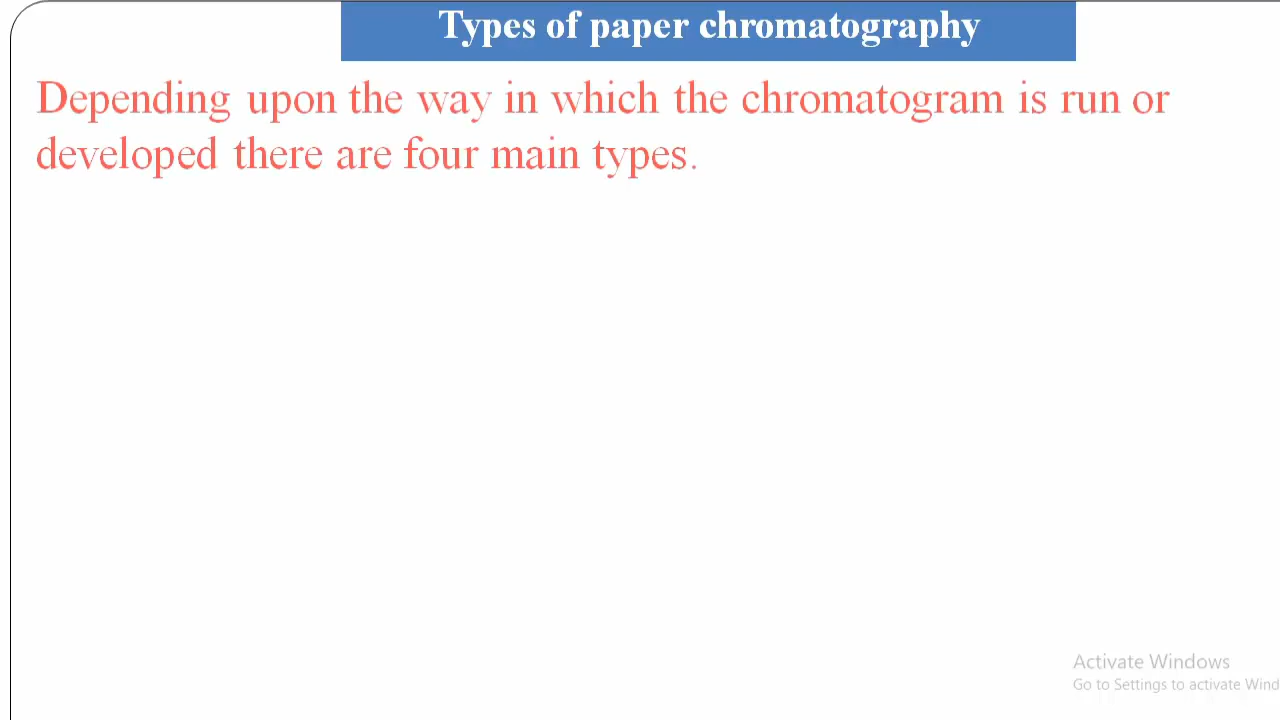 Types of paper chromatography
Depending upon the way in which the chromatogram is run or
developed there are four main types.
Activate Windows
Go to Settings to activate Wind